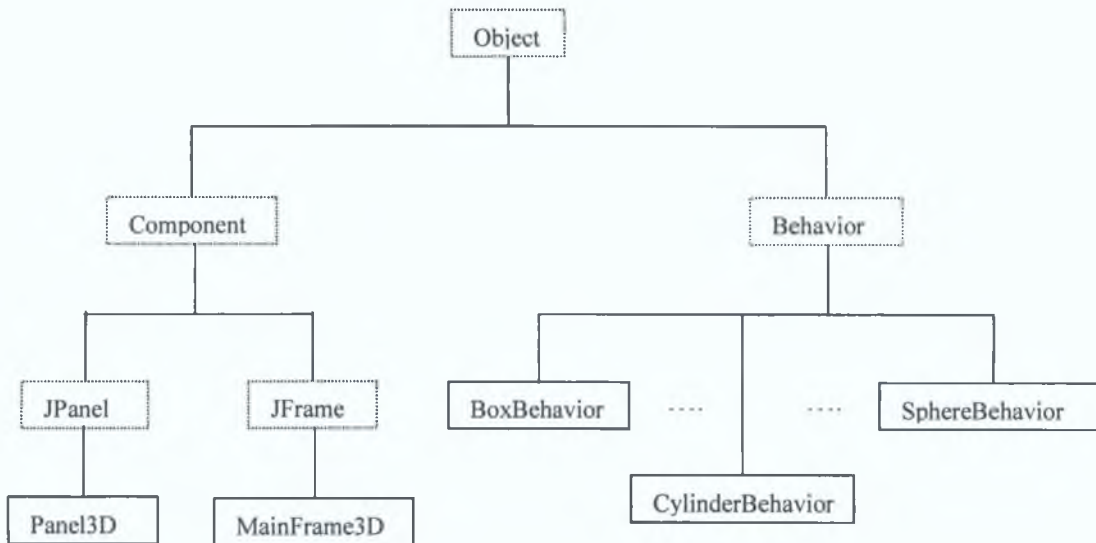 Object
Component
Behavior
JPanel
JFrame
BoxBehavior
....
....
SphereBehavior
Panel3D
MainFrame3D
CylinderBehavior